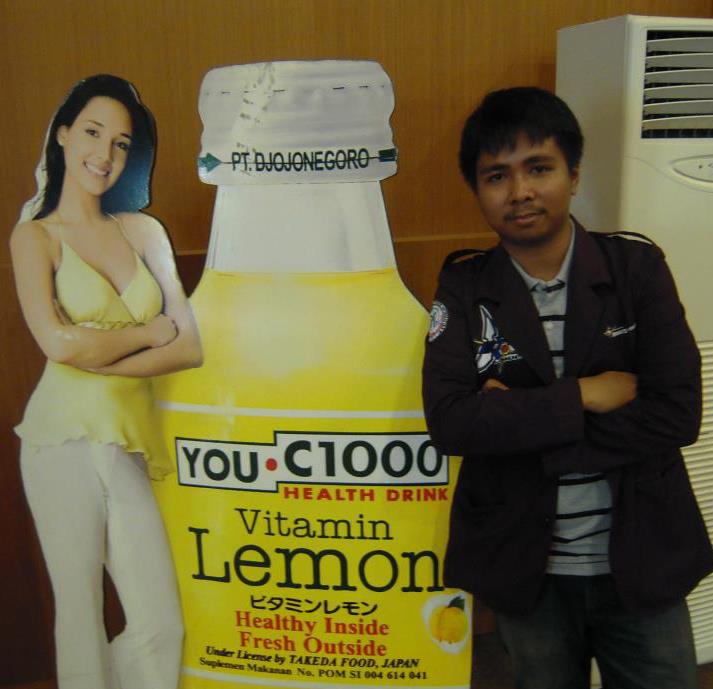 PT. DJOJONEGORO
YOU•C1000
HEALTH DRINK
Vitamin
Lemon
ビタミンレモン
Healthy Inside
Fresh Outside
Under License by TAKEDA FOOD, JAPAN
Suplemen Makanan No. POM SI 004 614 041